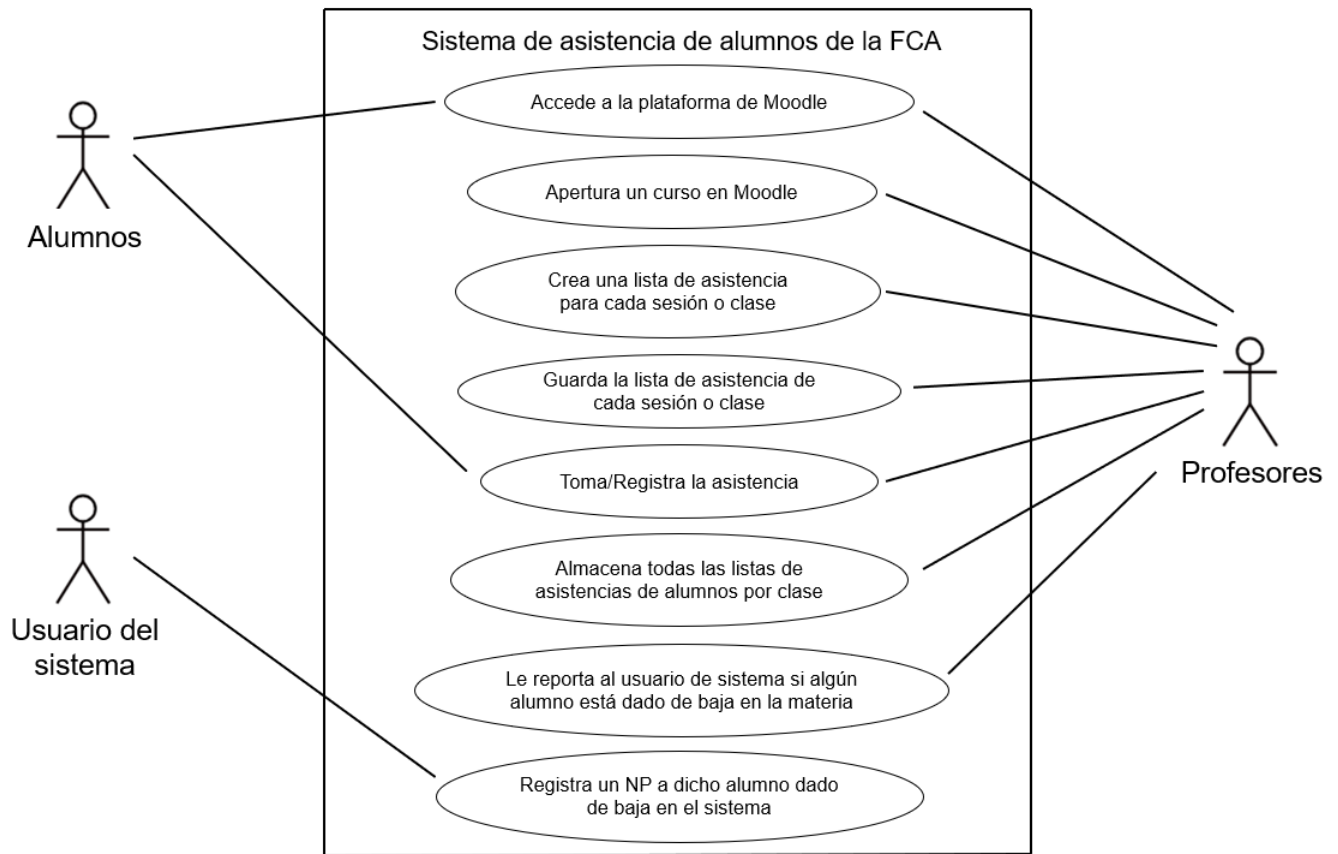 Sistema de asistencia de alumnos de la FCA
Accede a la plataforma de Moodle
Apertura un curso en Moodle
Alumnos
Crea una lista de asistencia
para cada sesión o clase
Guarda la lista de asistencia de
cada sesión o clase
Toma/Registra la asistencia
Profesores
Almacena todas las listas de
asistencias de alumnos por clase
Usuario del
sistema
Le reporta al usuario de sistema si algún
alumno está dado de baja en la materia
Registra un NP a dicho alumno dado
de baja en el sistema